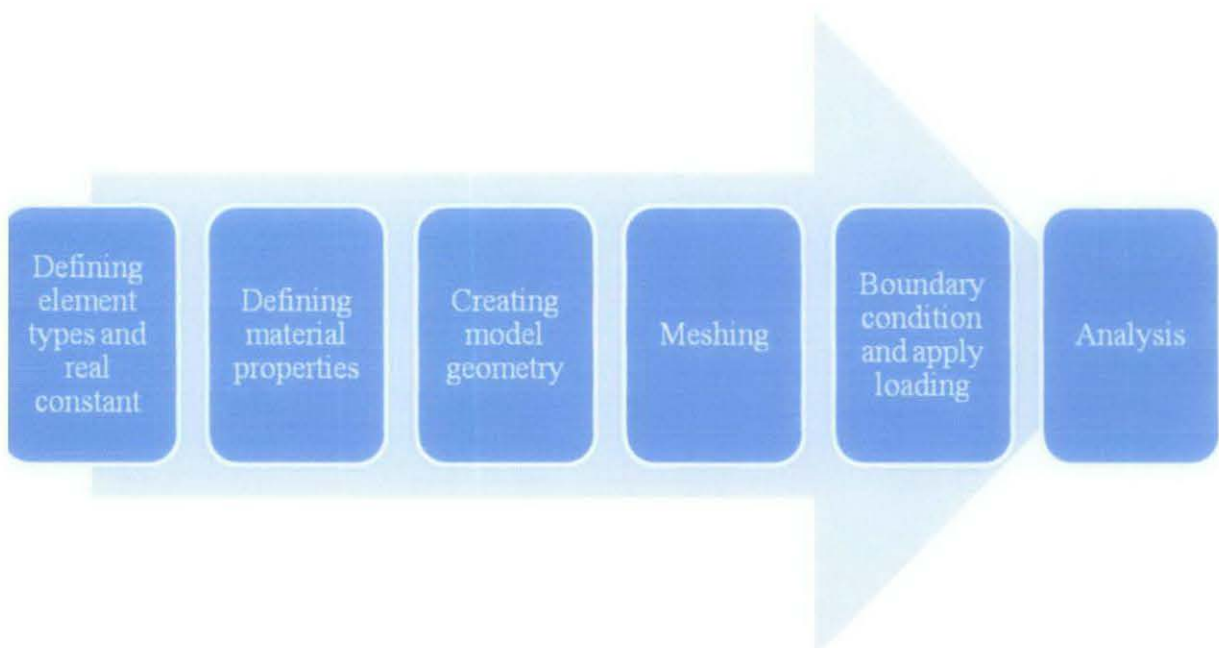 Defining
element
types and
real
constant
Defining
material
properties
Creating
model
geometry
Meshing
Boundary
condition
and apply
loading
Analysis